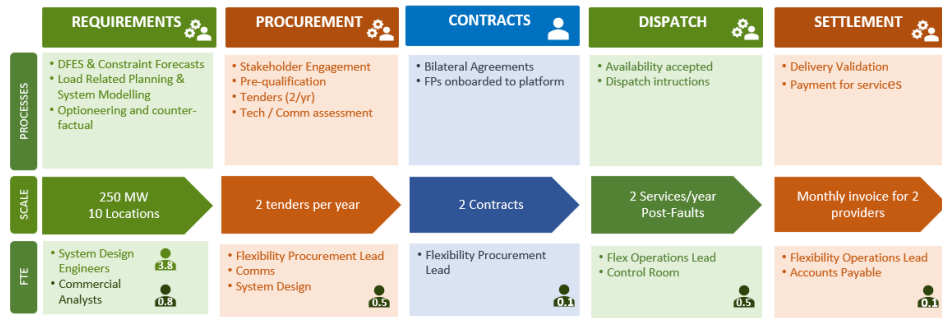 REQUIREMENTS
PROCUREMENT
CONTRACTS
DISPATCH
SETTLEMENT
PROCESSES
• DFES & Constraint Forecasts
• Load Related Planning &
System Modelling
• Optioneering and counter-
factual
• Stakeholder Engagement
• Pre-qualification
• Tenders (2/yr)
• Tech / Comm assessment
• Bilateral Agreements
• FPs onboarded to platform
• Availability accepted
• Dispatch intructions
• Delivery Validation
• Payment for services
SCALE
250 MW
10 Locations
2 tenders per year
2 Contracts
2 Services/year
Post-Faults
Monthly invoice for 2
providers
FTE
• System Design
Engineers
3.8
• Commercial
Analysts
0.8
• Flexibility Procurement Lead
• Comms
• System Design
0.5
• Flexibility Procurement
Lead
0.1
• Flex Operations Lead
• Control Room
0.5
• Flexibility Operations Lead
• Accounts Payable
0.1